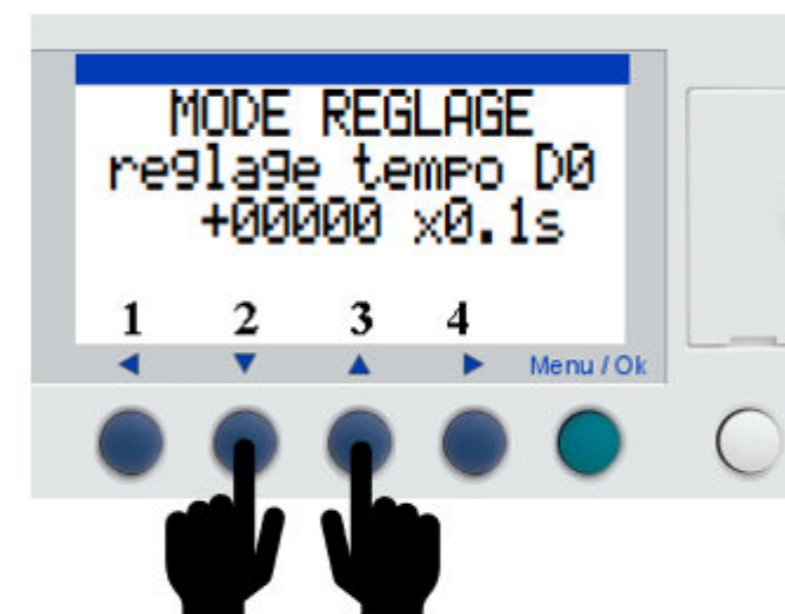 MODE REGLAGE
reglage tempo D0
+00000 x0.1s
1 2 3 4
Menu / Ok